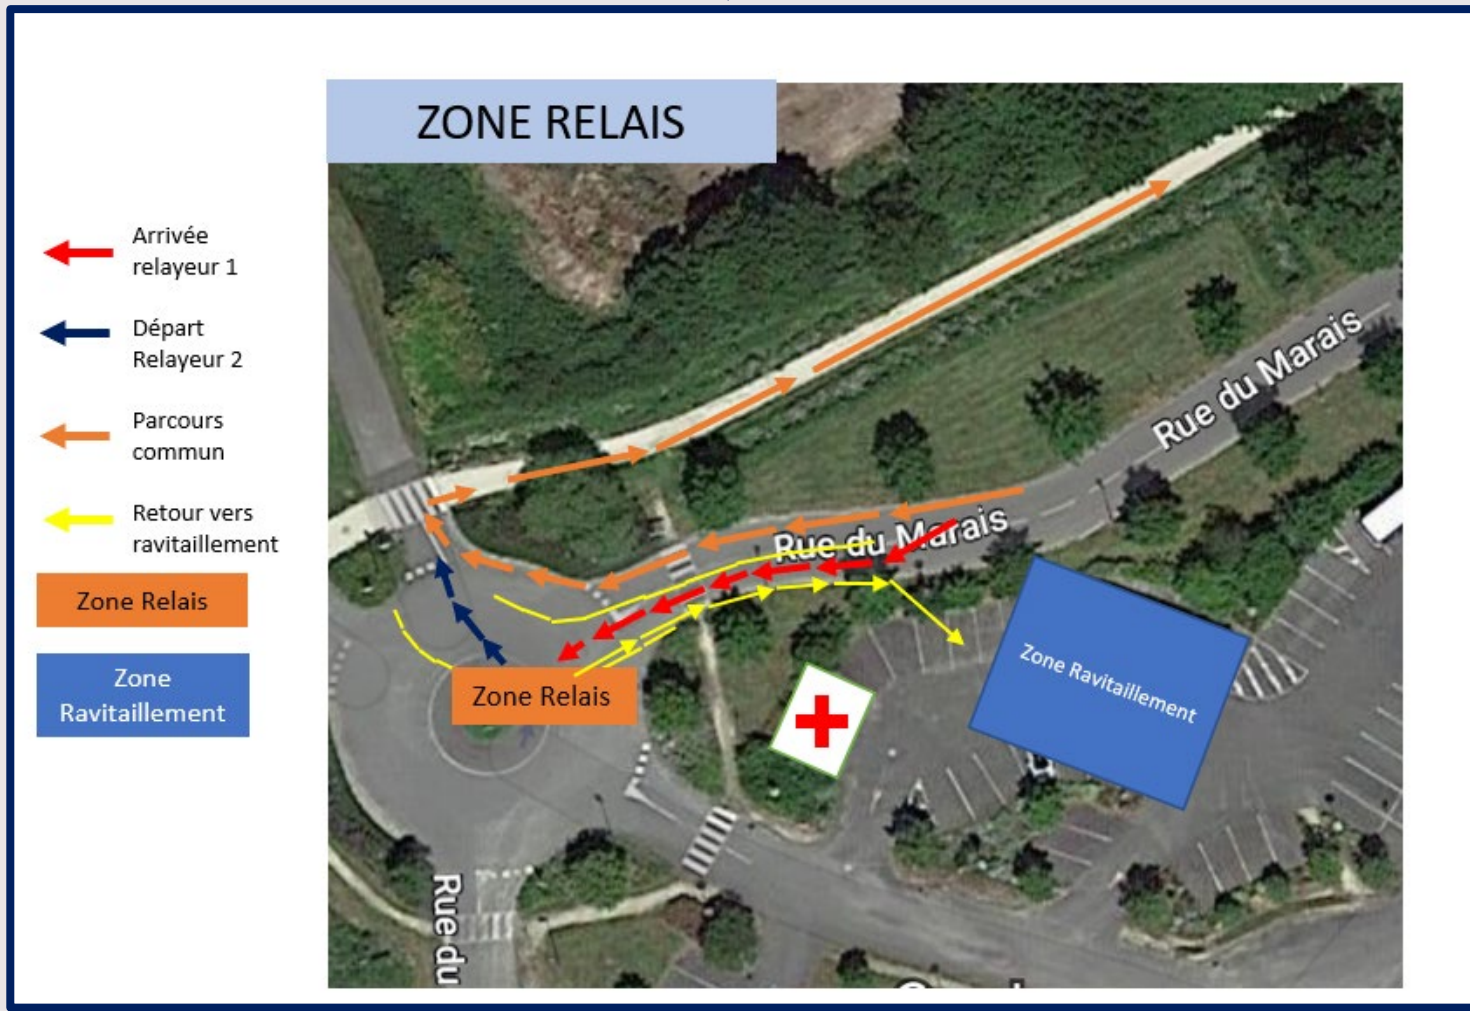 ZONE RELAIS
Arrivée
relayeur 1
Départ
Relayeur 2
Parcours
commun
Retour vers
ravitaillement
Zone Relais
Zone
Ravitaillement
Rue du Marais
Rue du Marais
Zone Relais
Zone Ravitaillement
Rue du